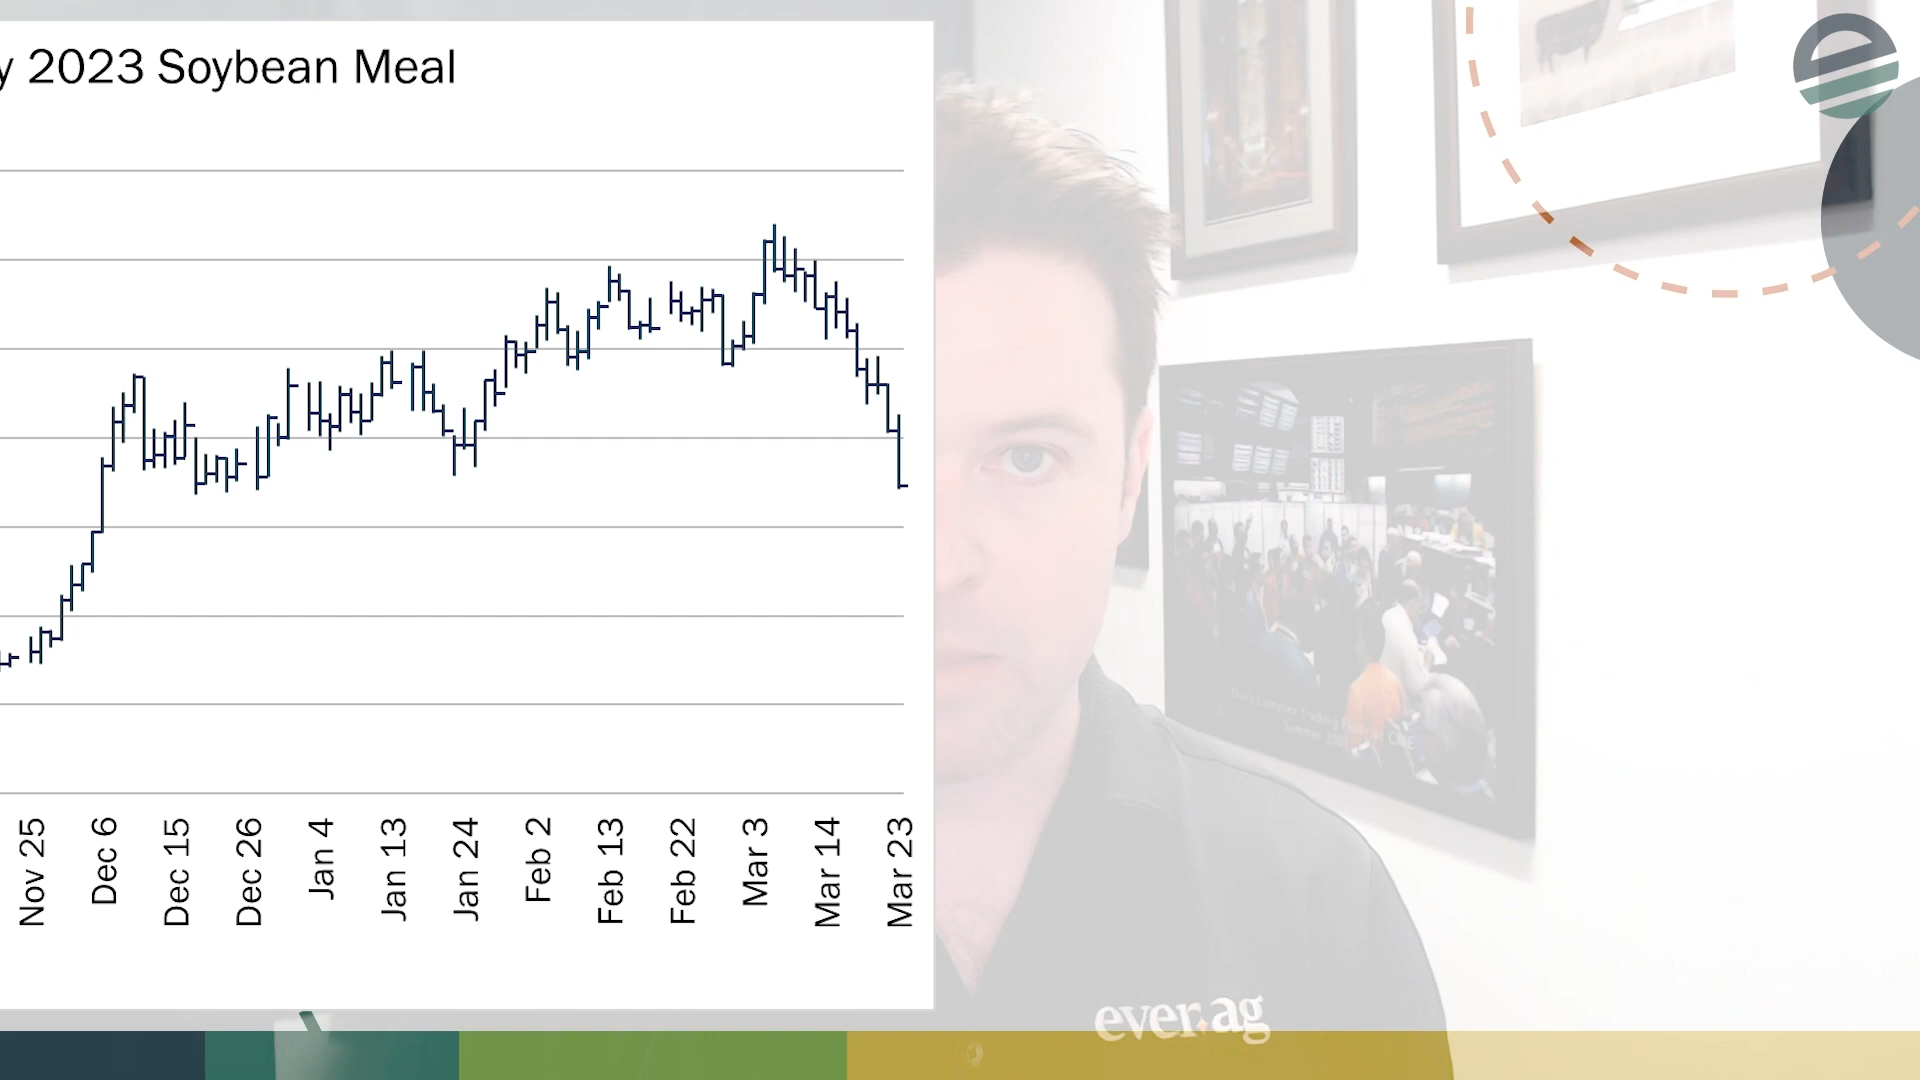 y 2023 Soybean Meal
Nov 25
Dec 6
Dec 15
Dec 26
Jan 4
Jan 13
Jan 24
Feb 2
Feb 13
Feb 22
Mar 3
Mar 14
Mar 23
ever.ag